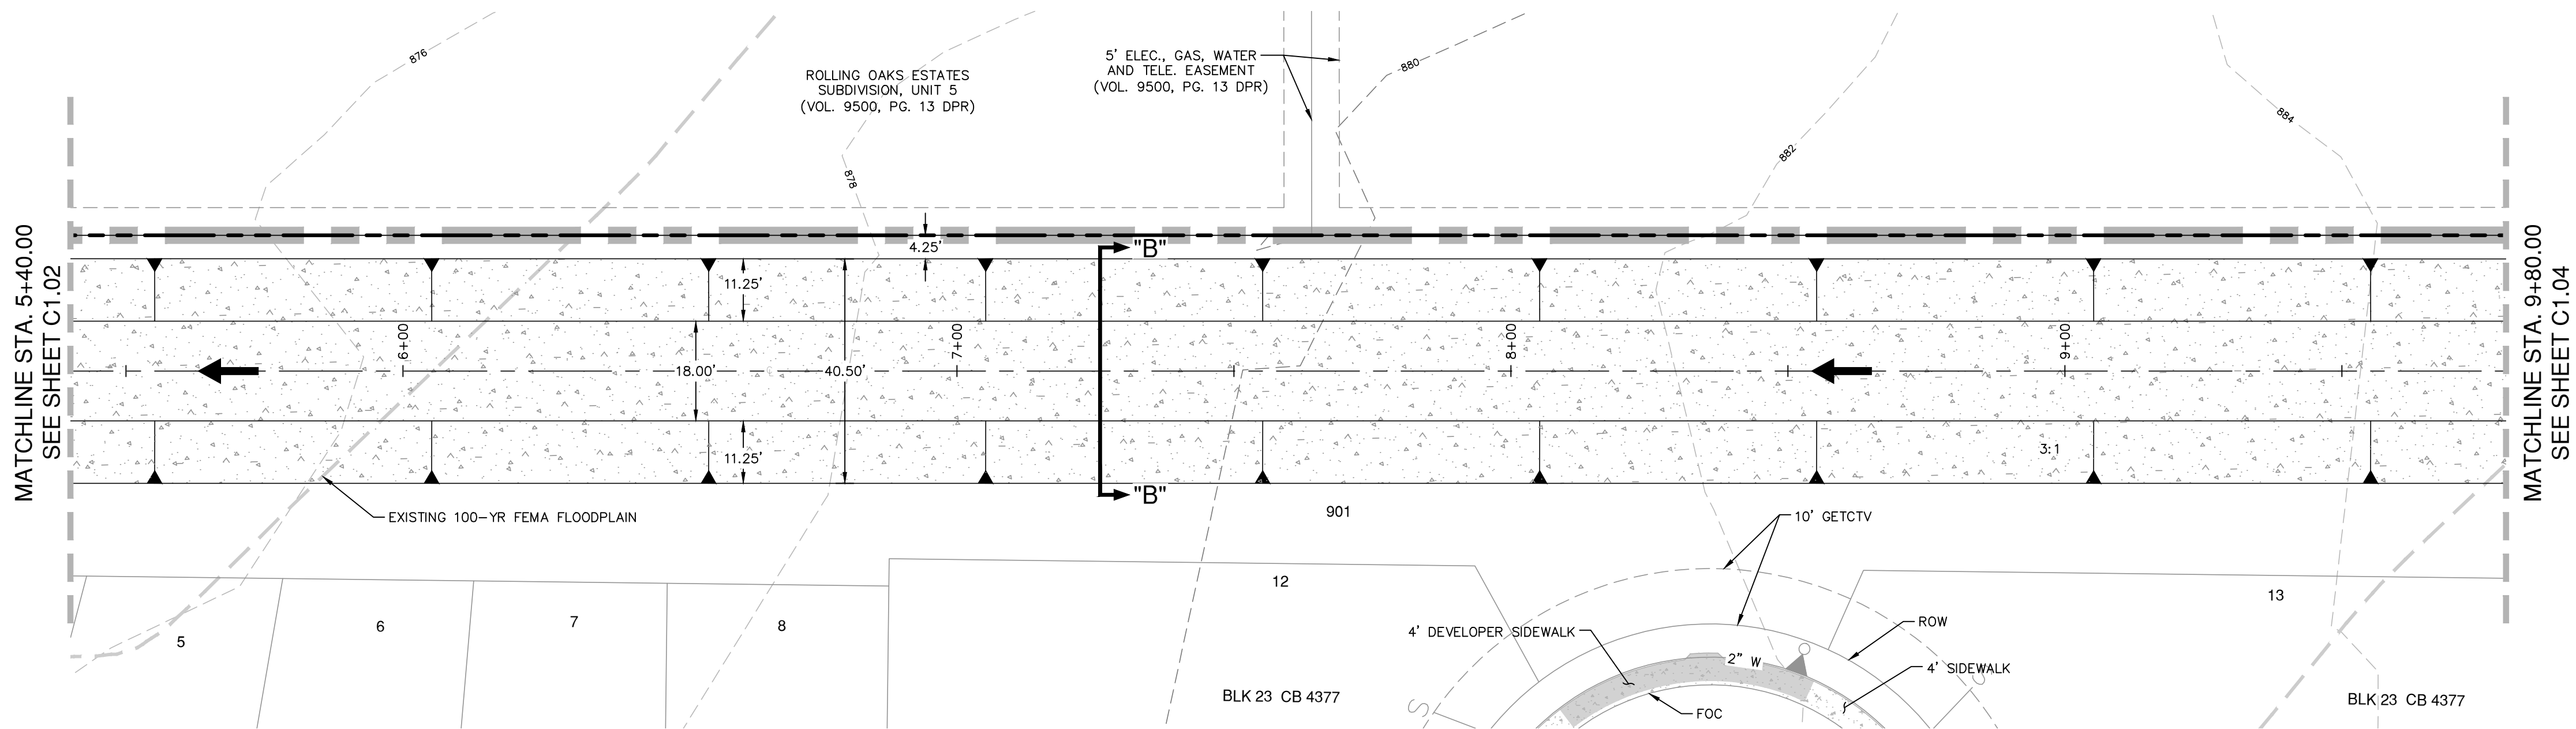 876
ROLLING OAKS ESTATES
SUBDIVISION, UNIT 5
(VOL. 9500, PG. 13 DPR)
5' ELEC., GAS, WATER
AND TELE. EASEMENT
(VOL. 9500, PG. 13 DPR)
880
882
884
878
MATCHLINE STA. 5+40.00
SEE SHEET C1.02
4.25'
"B"
11.25'
6+00
7+00
8+00
9+00
18.00'
40.50'
11.25'
3:1
"B"
MATCHLINE STA. 9+80.00
SEE SHEET C1.04
EXISTING 100-YR FEMA FLOODPLAIN
901
10' GETCTV
12
13
5
6
7
8
4' DEVELOPER SIDEWALK
ROW
2" W
4' SIDEWALK
S
BLK 23 CB 4377
FOC
BLK 23 CB 4377